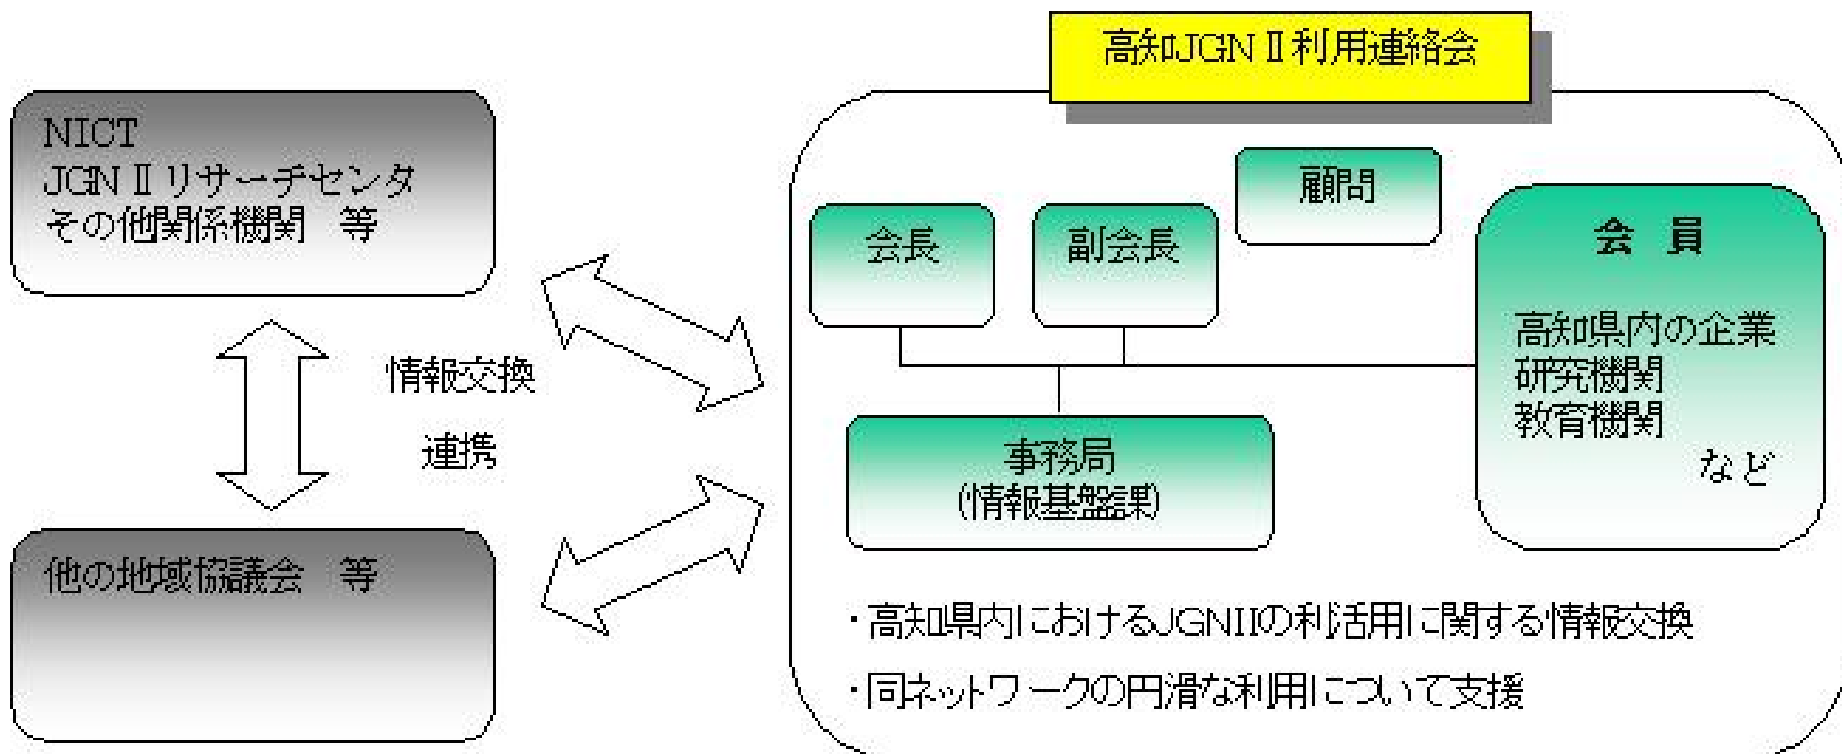 高知JGNⅡ利用連絡会
NICT
JGNⅡリサーチセンタ
その他関係機関　等
情報交換
連携
他の地域協議会　等
会長
副会長
顧問
会　員
高知県内の企業
研究機関
教育機関
など
事務局
(情報基盤課)
・高知県内におけるJGNIIの利活用に関する情報交換
・同ネットワークの円滑な利用について支援